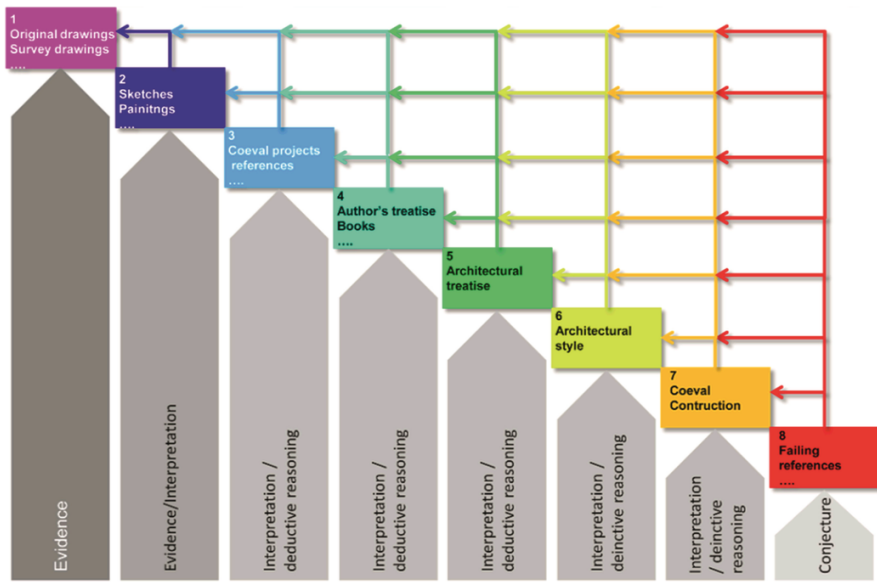 1
Original drawings
Survey drawings
....
2
Sketches
Painitngs
....
3
Coeval projects
references
....
4
Author's treatise
Books
....
5
Architectural
treatise
6
Architectural
style
7
Coeval
Contruction
8
Failing
references
....
Evidence
Evidence/Interpretation
Interpretation /
deductive reasoning
Interpretation /
deductive reasoning
Interpretation /
deductive reasoning
Interpretation /
deinctive reasoning
Interpretation
/ deinctive
reasoning
Conjecture